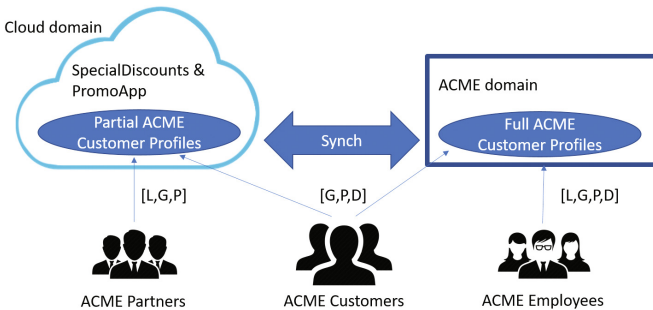 Cloud domain
SpecialDiscounts &
PromoApp
Partial ACME
Customer Profiles
Synch
ACME domain
Full ACME
Customer Profiles
[L,G,P]
[G,P,D]
[L,G,P,D]
ACME Partners
ACME Customers
ACME Employees